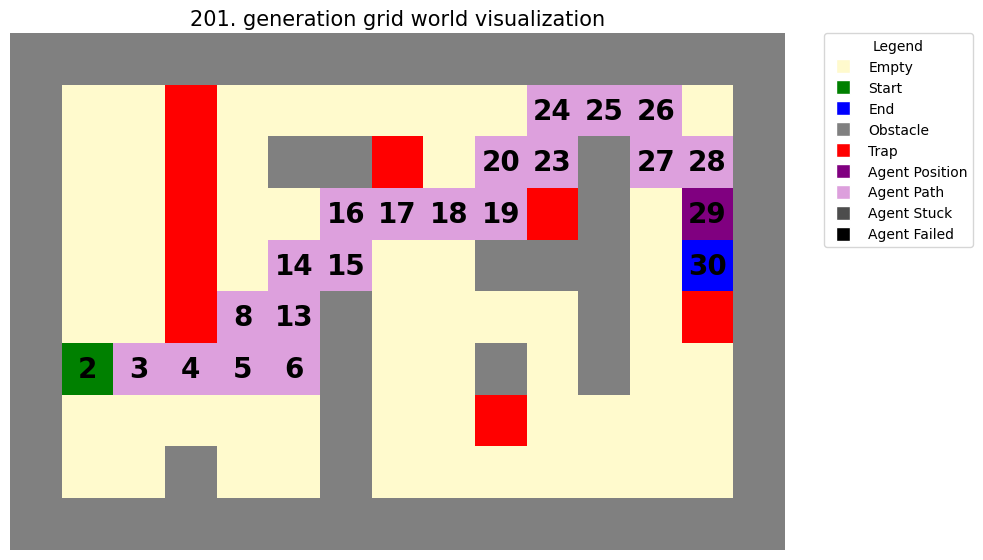 201. generation grid world visualization
Legend
Empty
Start
End
Obstacle
Trap
Agent Position
Agent Path
Agent Stuck
Agent Failed
24 25 26
20 23 27 28
16 17 18 19 29
14 15 30
8 13
2 3 4 5 6